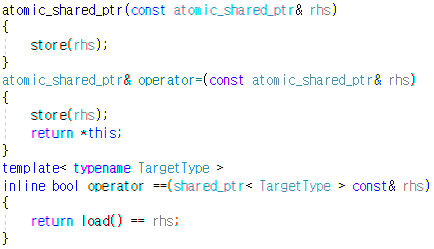 atomic_shared_ptr(const atomic_shared_ptr& rhs)
{
    store(rhs);
}
atomic_shared_ptr& operator=(const atomic_shared_ptr& rhs)
{
    store(rhs);
    return *this;
}
template< typename TargetType >
inline bool operator ==(shared_ptr< TargetType > const& rhs)
{
    return load() == rhs;
}